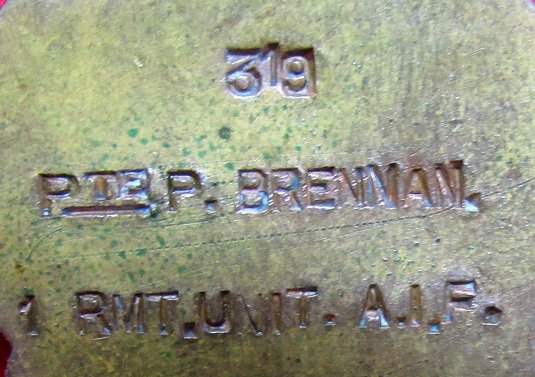 319
PTE. P. BRENNAN.
1 RMT. UNIT. A.I.F.